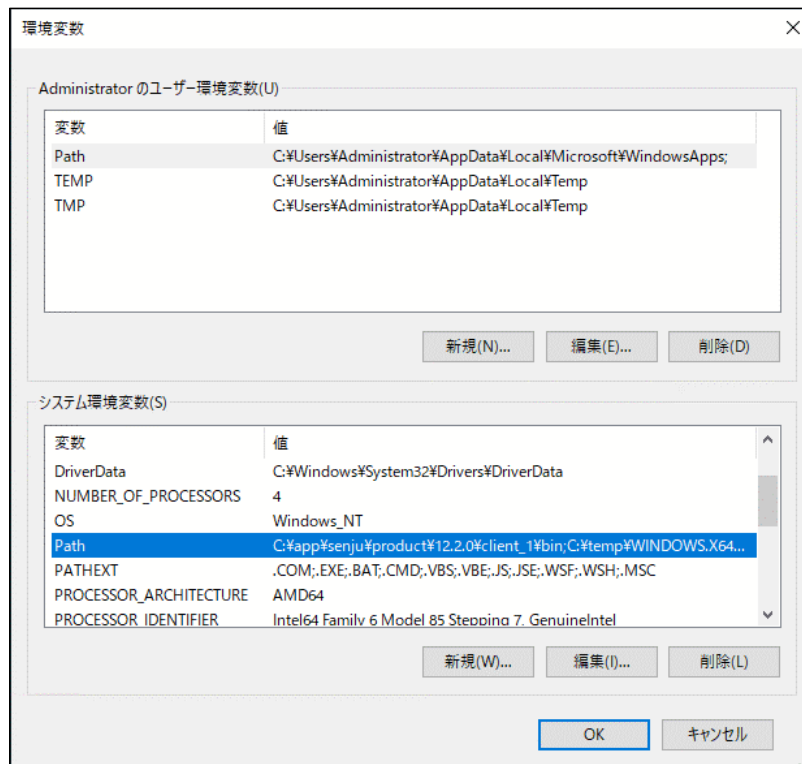 環境変数
Administrator のユーザー環境変数(U)
変数 値
Path C:¥Users¥Administrator¥AppData¥Local¥Microsoft¥WindowsApps;
TEMP C:¥Users¥Administrator¥AppData¥Local¥Temp
TMP C:¥Users¥Administrator¥AppData¥Local¥Temp
新規(N)... 編集(E)... 削除(D)
システム環境変数(S)
変数 値
DriverData C:¥Windows¥System32¥Drivers¥DriverData
NUMBER_OF_PROCESSORS 4
OS Windows_NT
Path C:¥app¥senju¥product¥12.2.0¥client_1¥bin;C:¥temp¥WINDOWS.X64...
PATHEXT .COM;.EXE;.BAT;.CMD;.VBS;.VBE;.JS;.JSE;.WSF;.WSH;.MSC
PROCESSOR_ARCHITECTURE AMD64
PROCESSOR_IDENTIFIER Intel64 Family 6 Model 85 Stepping 7, GenuineIntel
新規(W)... 編集(I)... 削除(L)
OK キャンセル